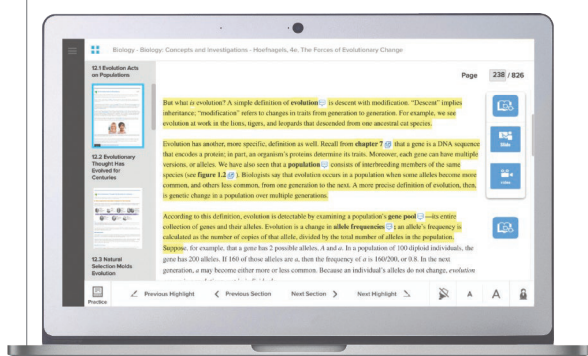 Biology - Biology: Concepts and Investigations - Hoefnagels, 4e. The Forces of Evolutionary Change
12.1 Evolution Acts
on Populations
12.2 Evolutionary
Thought Has
Evolved for
Centuries
12.3 Natural
Selection Molds
Evolution
Page 238 / 826
But what is evolution? A simple definition of evolution is descent with modification. "Descent" implies
inheritance; "modification" refers to changes in traits from generation to generation. For example, we see
evolution at work in the lions, tigers, and leopards that descended from one ancestral cat species.
Evolution has another, more specific, definition as well. Recall from chapter 7 that a gene is a DNA sequence
that encodes a protein; in part, an organism's proteins determine its traits. Moreover, each gene can have multiple
versions, or alleles. We have also seen that a population consists of interbreeding members of the same
species (see figure 1.2). Biologists say that evolution occurs in a population when some alleles become more
common, and others less common, from one generation to the next. A more precise definition of evolution, then,
is genetic change in a population over multiple generations.
According to this definition, evolution is detectable by examining a population's gene pool—its entire
collection of genes and their alleles. Evolution is a change in allele frequencies; an allele's frequency is
calculated as the number of copies of that allele, divided by the total number of alleles in the population.
Suppose, for example, that a gene has 2 possible alleles, A and a. In a population of 100 diploid individuals, the
gene has 200 alleles. If 160 of those alleles are a, then the frequency of a is 160/200, or 0.8. In the next
generation, a may become either more or less common. Because an individual's alleles do not change, evolution
Slide
Video
Practice
Previous Highlight
Previous Section
Next Section
Next Highlight
A
A